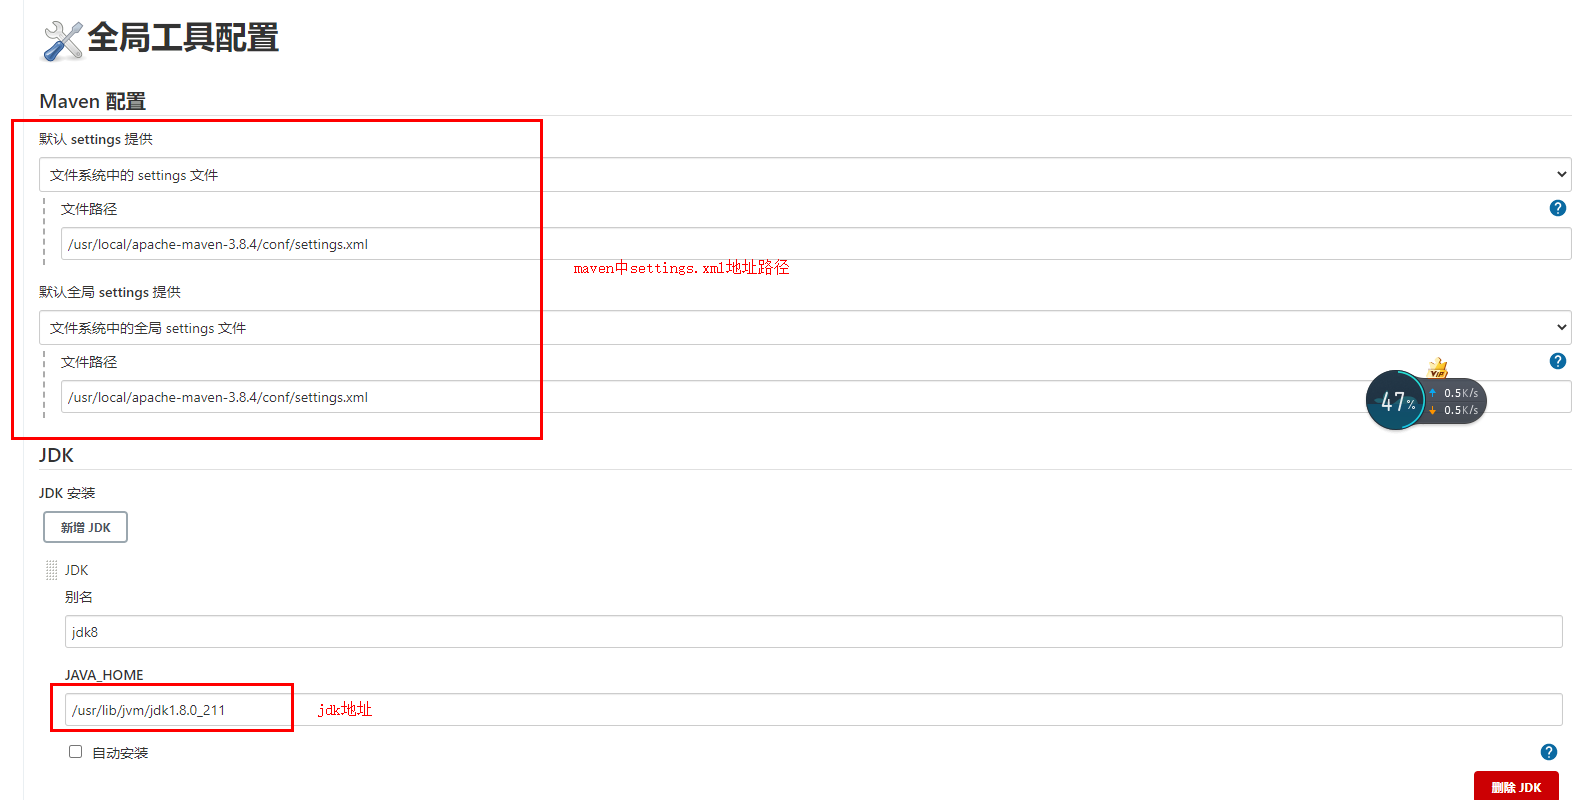 全局工具配置
Maven 配置
默认 settings 提供
文件系统中的 settings 文件
文件路径
?
/usr/local/apache-maven-3.8.4/conf/settings.xml
maven中settings.xml地址路径
默认全局 settings 提供
文件系统中的全局 settings 文件
文件路径
?
/usr/local/apache-maven-3.8.4/conf/settings.xml
VIP
47%
0.5K/s
0.5K/s
JDK
JDK 安装
新增 JDK
JDK
别名
jdk8
JAVA_HOME
/usr/lib/jvm/jdk1.8.0_211
jdk地址
自动安装
?
删除 JDK